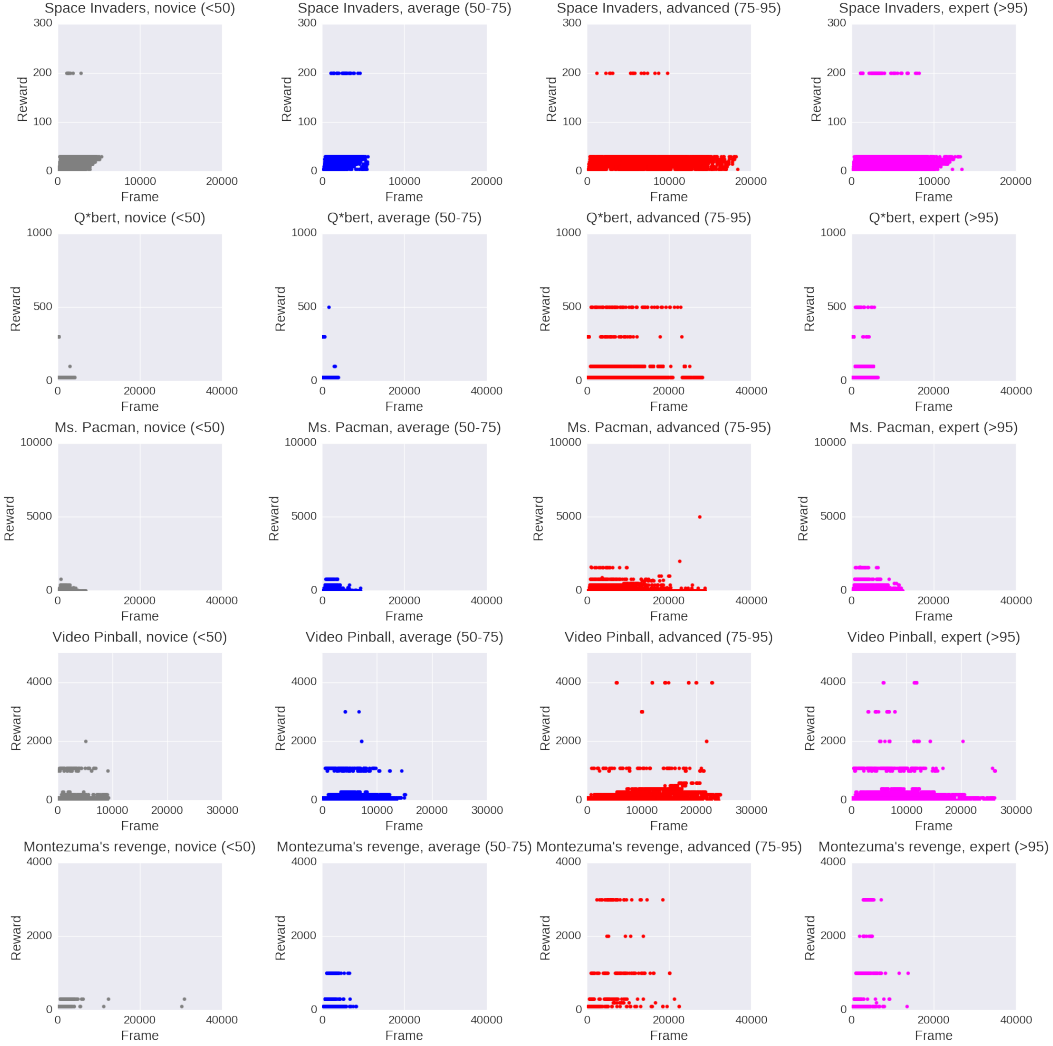 Space Invaders, novice (<50) Space Invaders, average (50-75) Space Invaders, advanced (75-95) Space Invaders, expert (>95)
300 300 300 300
200 200 200 200
Reward Reward Reward Reward
100 100 100 100
0 0 0 0
0 10000 20000 0 10000 20000 0 10000 20000 0 10000 20000
Frame Frame Frame Frame
Q*bert, novice (<50) Q*bert, average (50-75) Q*bert, advanced (75-95) Q*bert, expert (>95)
1000 1000 1000 1000
Reward Reward Reward Reward
500 500 500 500
0 0 0 0
0 20000 40000 0 20000 40000 0 20000 40000 0 20000 40000
Frame Frame Frame Frame
Ms. Pacman, novice (<50) Ms. Pacman, average (50-75) Ms. Pacman, advanced (75-95) Ms. Pacman, expert (>95)
10000 10000 10000 10000
Reward Reward Reward Reward
5000 5000 5000 5000
0 0 0 0
0 20000 40000 0 20000 40000 0 20000 40000 0 20000 40000
Frame Frame Frame Frame
Video Pinball, novice (<50) Video Pinball, average (50-75) Video Pinball, advanced (75-95) Video Pinball, expert (>95)
4000 4000 4000 4000
Reward Reward Reward Reward
2000 2000 2000 2000
0 0 0 0
0 10000 20000 30000 0 10000 20000 30000 0 10000 20000 30000 0 10000 20000 30000
Frame Frame Frame Frame
Montezuma's revenge, novice (<50) Montezuma's revenge, average (50-75) Montezuma's revenge, advanced (75-95) Montezuma's revenge, expert (>95)
4000 4000 4000 4000
Reward Reward Reward Reward
2000 2000 2000 2000
0 0 0 0
0 20000 40000 0 20000 40000 0 20000 40000 0 20000 40000
Frame Frame Frame Frame